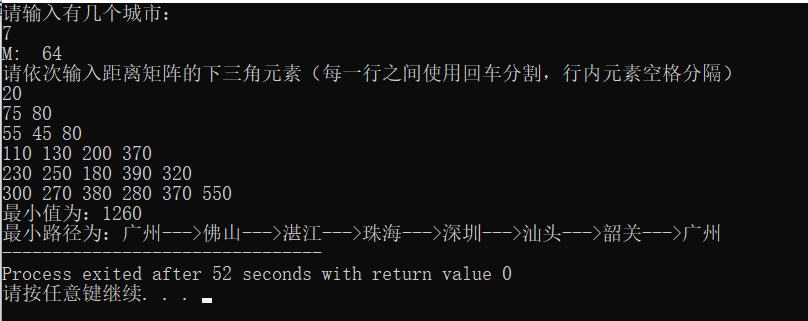 请输入有几个城市：
7
M:  64
请依次输入距离矩阵的下三角元素（每一行之间使用回车分割，行内元素空格分隔）
20
75 80
55 45 80
110 130 200 370
230 250 180 390 320
300 270 380 280 370 550
最小值为：1260
最小路径为：广州--->佛山--->湛江--->珠海--->深圳--->汕头--->韶关--->广州
--------------------------------
Process exited after 52 seconds with return value 0
请按任意键继续. . .